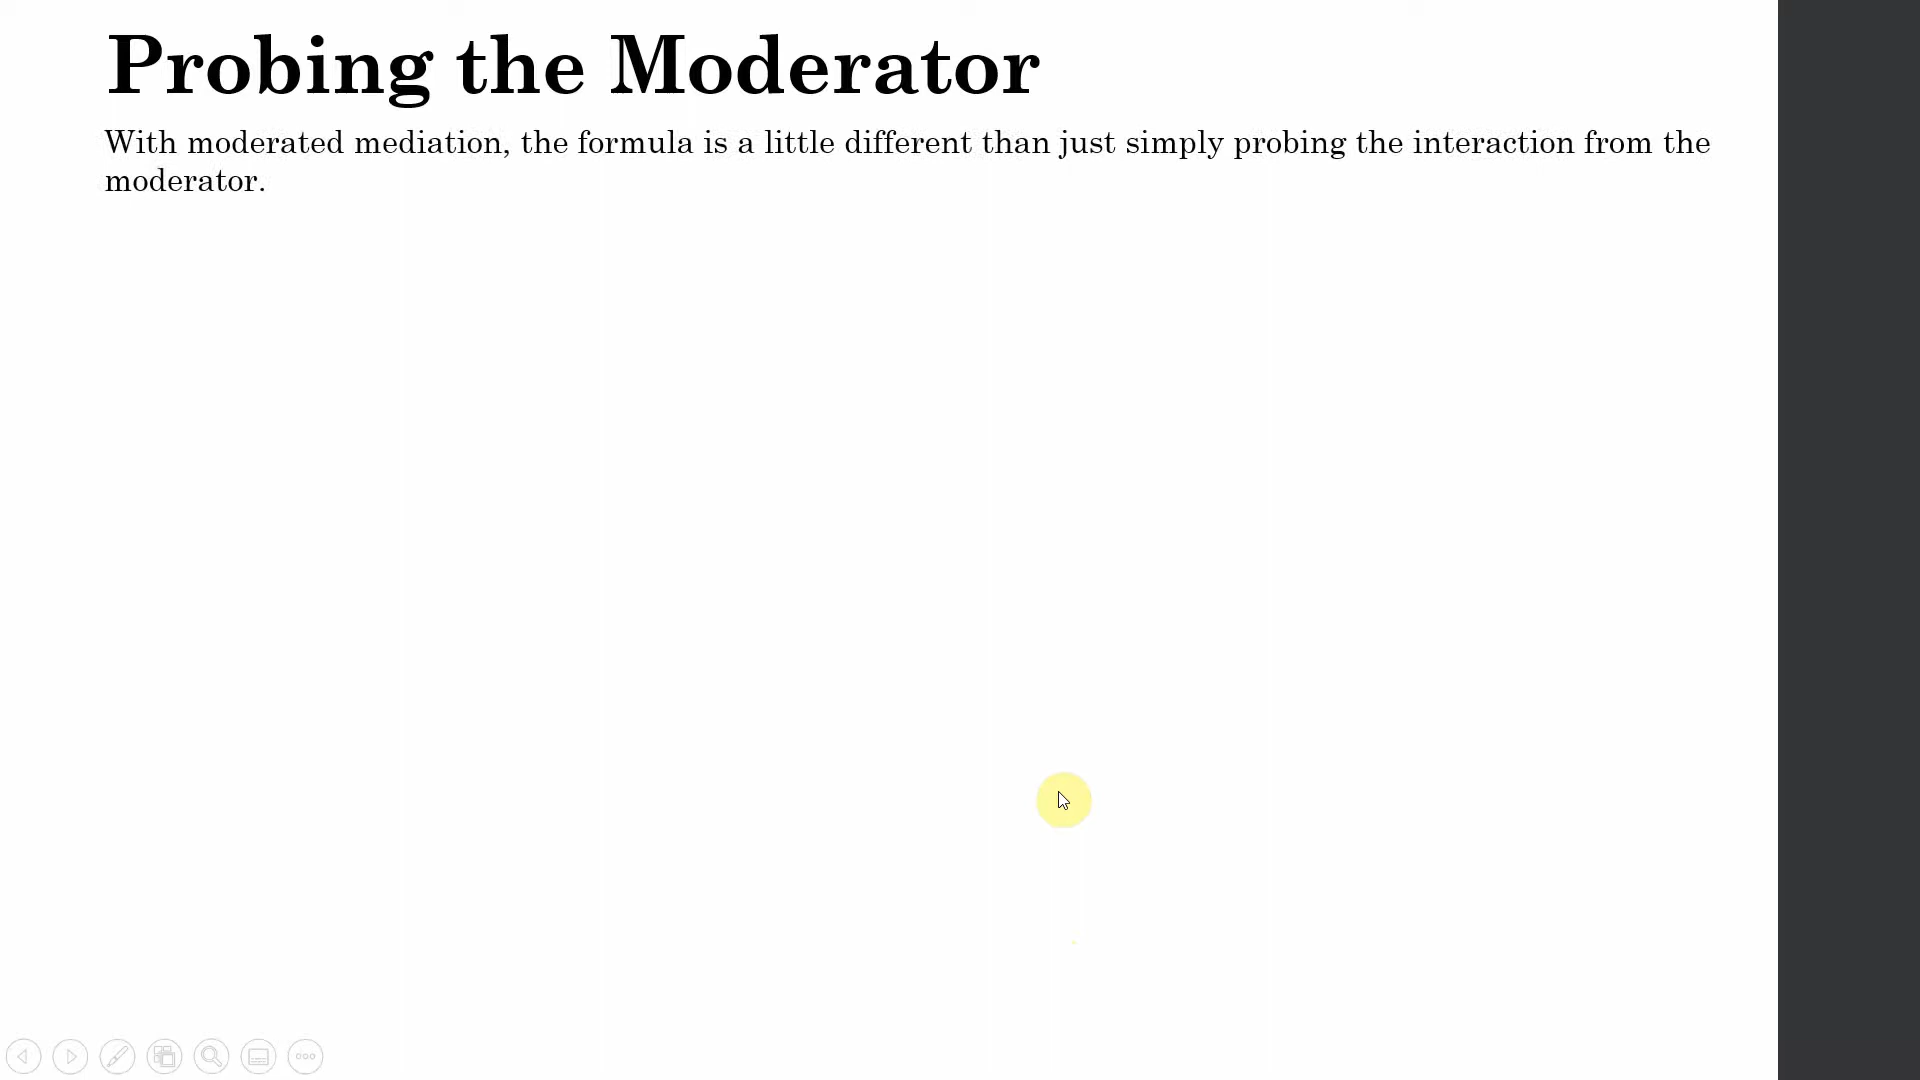 Probing the Moderator
With moderated mediation, the formula is a little different than just simply probing the interaction from the
moderator.